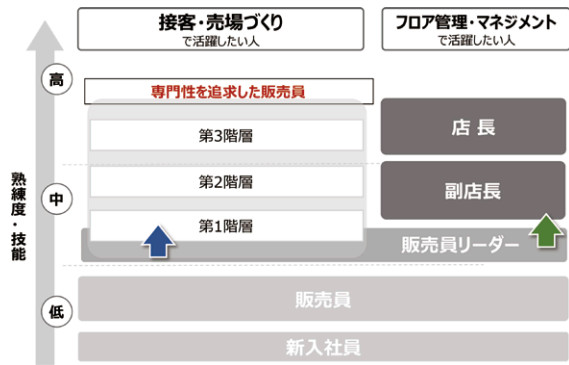 接客・売場づくり
で活躍したい人
フロア管理・マネジメント
で活躍したい人
高
専門性を追求した販売員
第3階層
店 長
第2階層
副店長
中
第1階層
販売員リーダー
熟練度・技能
販売員
低
新入社員